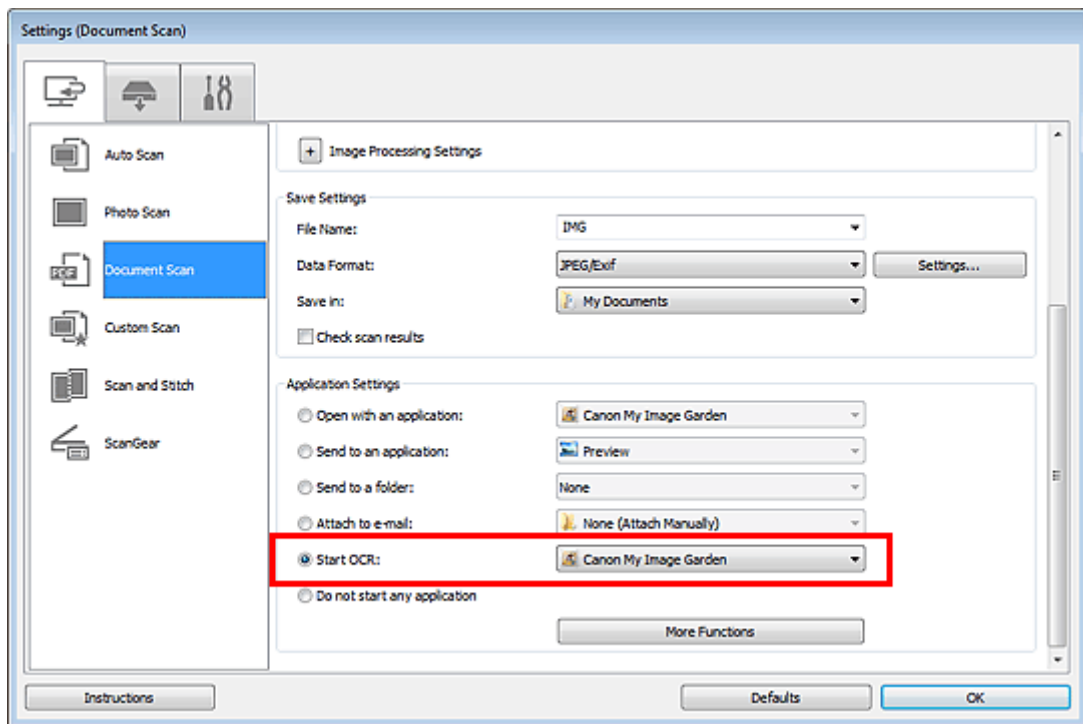 Settings (Document Scan)
Auto Scan
Photo Scan
PDF
Document Scan
Custom Scan
Scan and Stitch
ScanGear
+ Image Processing Settings
Save Settings
File Name: IMG
Data Format: JPEG/Exif Settings...
Save in: My Documents
Check scan results
Application Settings
Open with an application: Canon My Image Garden
Send to an application: Preview
Send to a folder: None
Attach to e-mail: None (Attach Manually)
Start OCR: Canon My Image Garden
Do not start any application
More Functions
Instructions Defaults OK